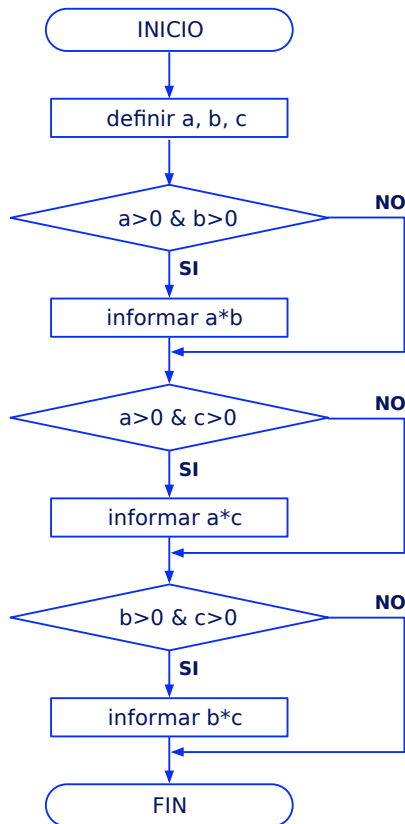 INICIO
definir a, b, c
a>0 & b>0
NO
SI
informar a*b
a>0 & c>0
NO
SI
informar a*c
b>0 & c>0
NO
SI
informar b*c
FIN